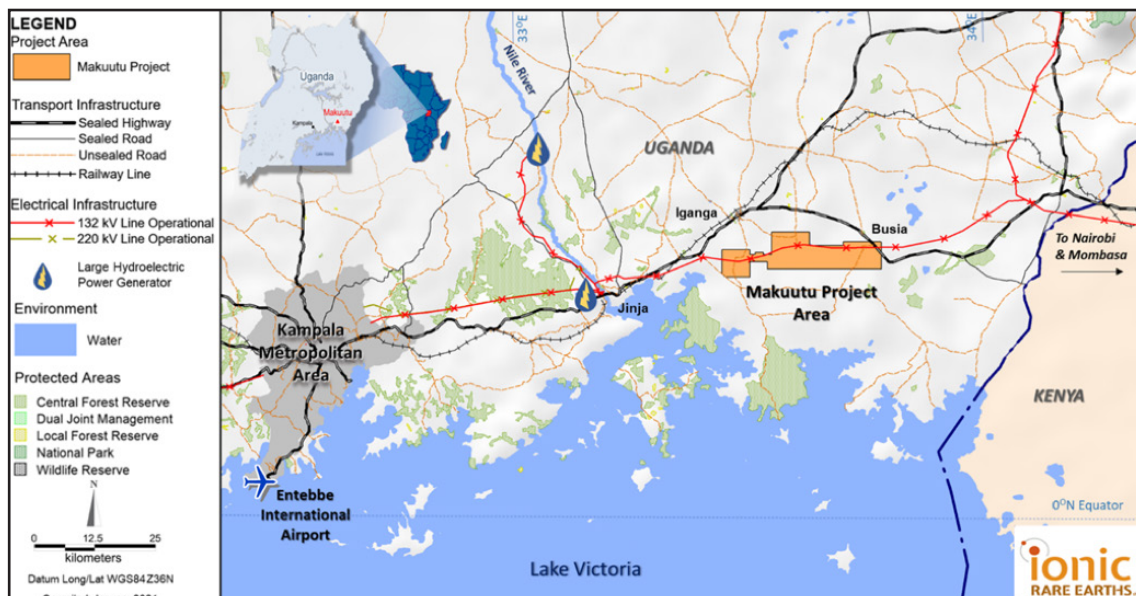 LEGEND
Project Area
Makuutu Project
Transport Infrastructure
Sealed Highway
Sealed Road
Unsealed Road
Railway Line
Electrical Infrastructure
132 kV Line Operational
220 kV Line Operational
Large Hydroelectric
Power Generator
Environment
Water
Protected Areas
Central Forest Reserve
Dual Joint Management
Local Forest Reserve
National Park
Wildlife Reserve
N
0 12.5 25
kilometers
Datum Long/Lat WGS84Z36N
Uganda
Makuutu
Kampala
33°E
34°E
Nile River
UGANDA
Iganga
Busia
To Nairobi
& Mombasa
Makuutu Project
Area
Jinja
Kampala
Metropolitan
Area
KENYA
Entebbe
International
Airport
0°N Equator
Lake Victoria
ionic
RARE EARTHS